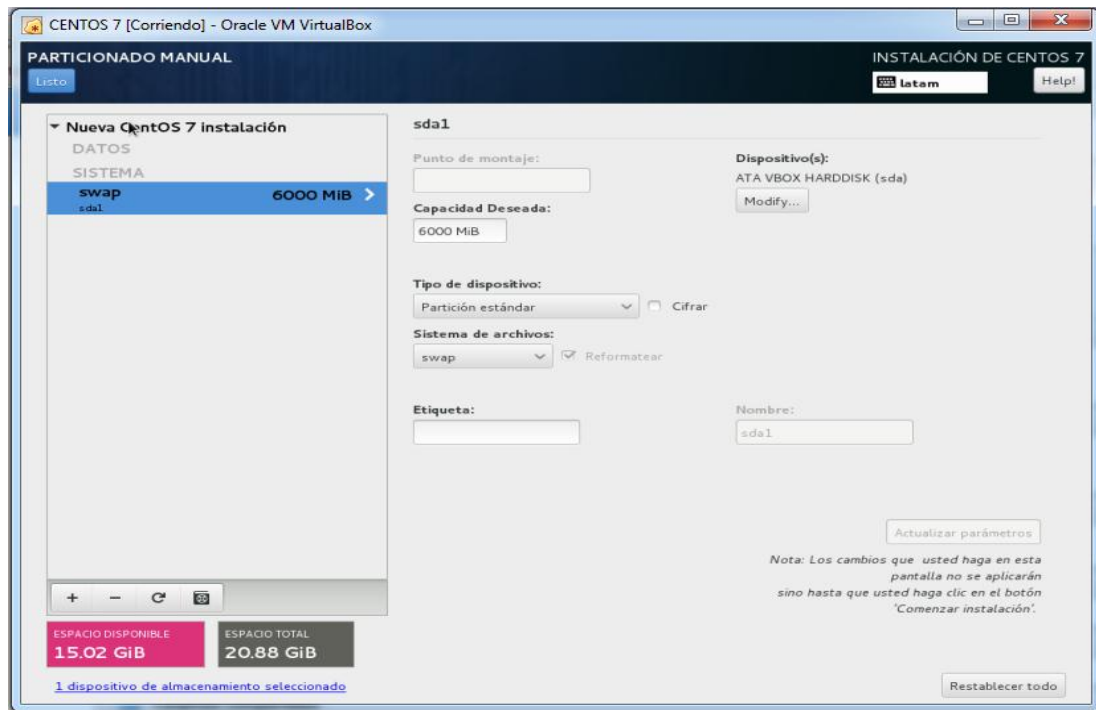 CENTOS 7 [Corriendo] - Oracle VM VirtualBox
PARTICIONADO MANUAL
INSTALACIÓN DE CENTOS 7
Listo
latam
Help!
Nueva CentOS 7 instalación
DATOS
SISTEMA
swap
6000 MiB
sda1
sda1
Punto de montaje:
Capacidad Deseada:
6000 MiB
Dispositivo(s):
ATA VBOX HARDDISK (sda)
Modify...
Tipo de dispositivo:
Partición estándar
Cifrar
Sistema de archivos:
swap
Reformatear
Etiqueta:
Nombre:
sda1
Actualizar parámetros
Nota: Los cambios que usted haga en esta
pantalla no se aplicarán
sino hasta que usted haga clic en el botón
'Comenzar instalación'.
ESPACIO DISPONIBLE
15.02 GiB
ESPACIO TOTAL
20.88 GiB
1 dispositivo de almacenamiento seleccionado
Restablecer todo